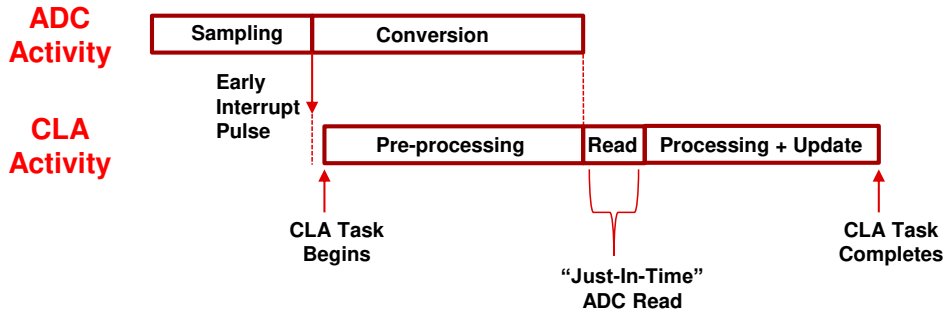 ADC
Activity
Sampling
Conversion
Early
Interrupt
Pulse
CLA
Activity
Pre-processing
Read
Processing + Update
CLA Task
Begins
“Just-In-Time”
ADC Read
CLA Task
Completes